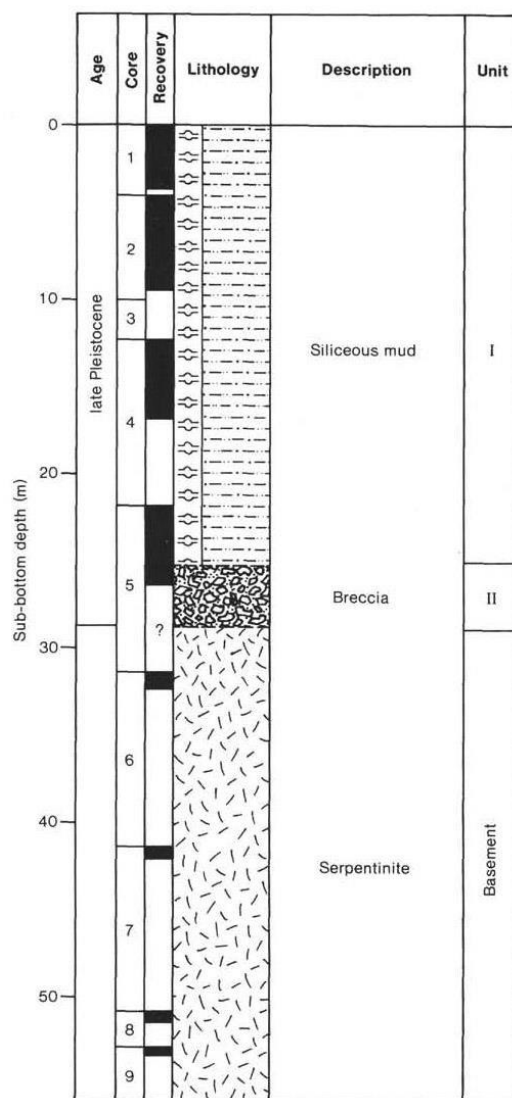 Age
Core
Recovery
Lithology
Description
Unit
0
10
20
30
40
50
Sub-bottom depth (m)
late Pleistocene
1
2
3
4
5
?
6
7
8
9
Siliceous mud
I
Breccia
II
Serpentinite
Basement